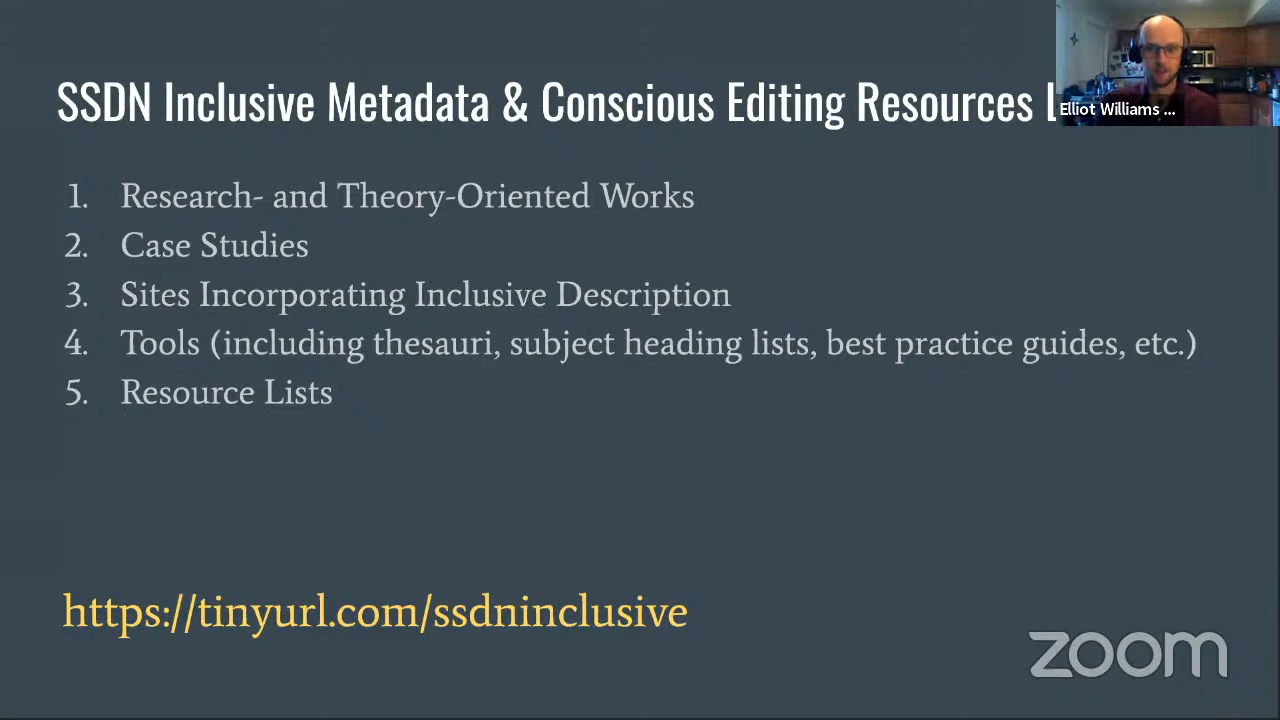 SSDN Inclusive Metadata & Conscious Editing Resources
Elliot Williams ...
1. Research- and Theory-Oriented Works
2. Case Studies
3. Sites Incorporating Inclusive Description
4. Tools (including thesauri, subject heading lists, best practice guides, etc.)
5. Resource Lists
https://tinyurl.com/ssdninclusive
zoom